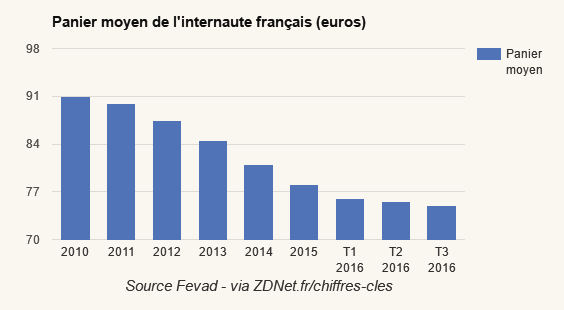 Panier moyen de l'internaute français (euros)
98
91
84
77
70
Panier
moyen
2010 2011 2012 2013 2014 2015 T1 2016 T2 2016 T3 2016
Source Fevad - via ZDNet.fr/chiffres-cles